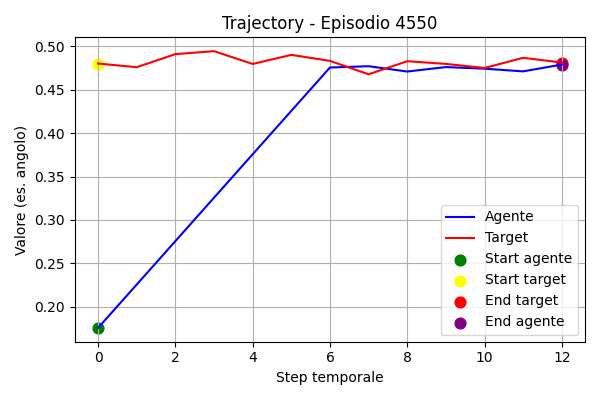 Trajectory - Episodio 4550
Valore (es. angolo)
0.50
0.45
0.40
0.35
0.30
0.25
0.20
0 2 4 6 8 10 12
Step temporale
Agente
Target
Start agente
Start target
End target
End agente